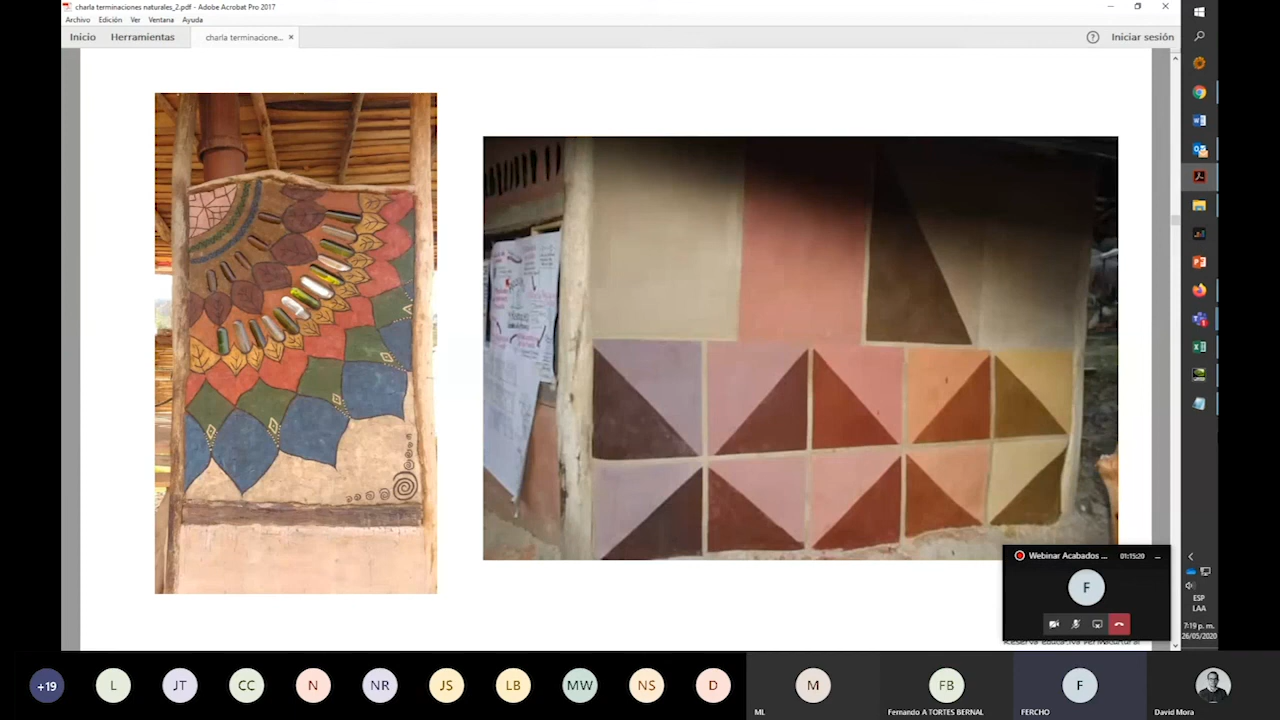 charla terminaciones naturales_2.pdf - Adobe Acrobat Pro 2017
Archivo Edición Ver Ventana Ayuda
Inicio Herramientas charla terminacione... × ? Iniciar sesión
Webinar Acabados ... 01:15:20
F
ESP
LAA
7:19 p. m.
26/05/2020
+19 L JT CC N NR JS LB MW NS D M FB F
ML Fernando A TORTES BERNAL FERCHO David Mora